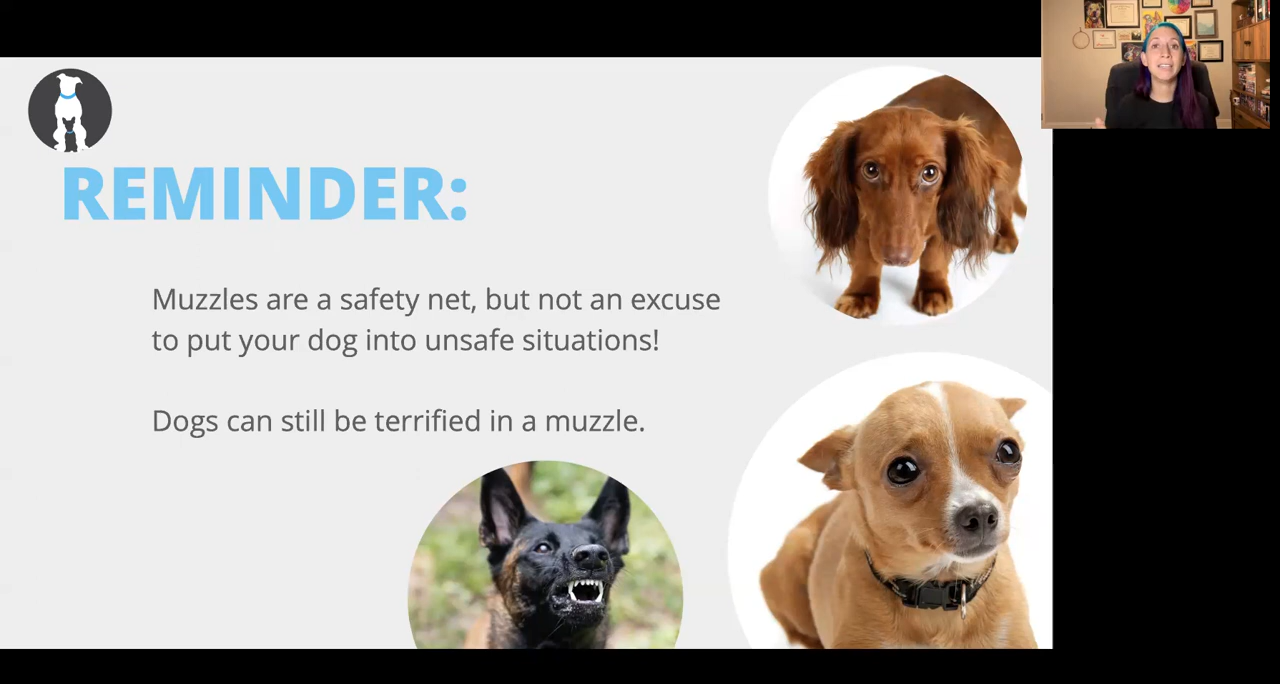 REMINDER:
Muzzles are a safety net, but not an excuse
to put your dog into unsafe situations!
Dogs can still be terrified in a muzzle.